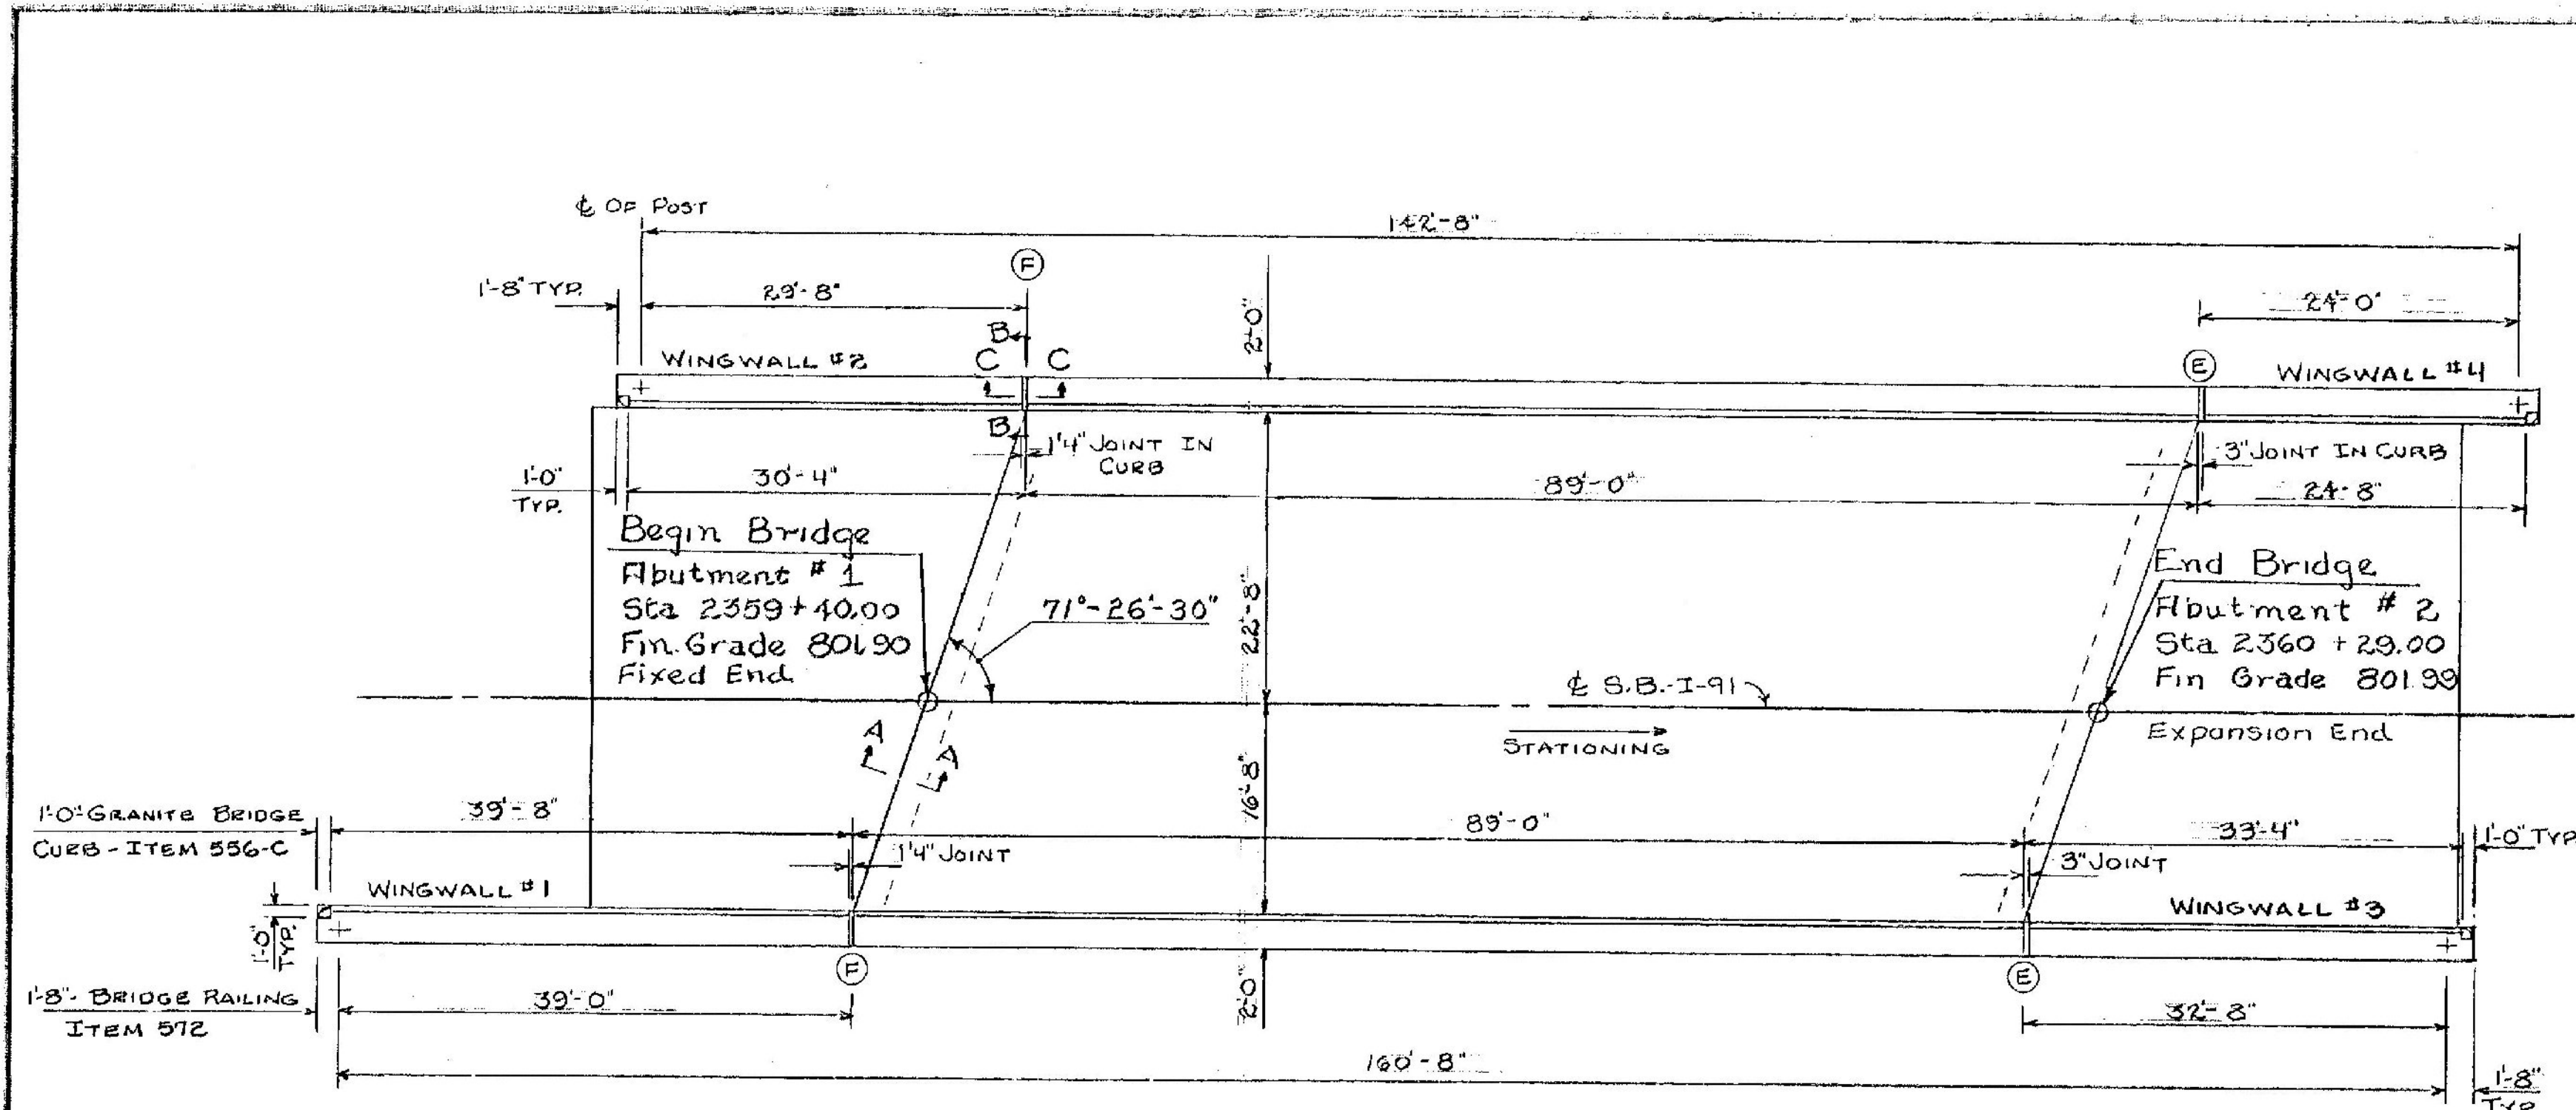 ℄ OF POST
142'-8"
F
1'-8" TYP.
29'-8"
24'-0"
2'-0"
B
WINGWALL #2
C C
E
WINGWALL #4
B
1'4" JOINT IN
CURB
3" JOINT IN CURB
1'-0"
TYP.
30'-4"
89'-0"
24'-8"
Begin Bridge
Abutment # 1
Sta 2359+40.00
Fin. Grade 801.90
Fixed End
71°-26'-30"
22'-8"
End Bridge
Abutment # 2
Sta 2360 +29.00
Fin Grade 801.99
℄ S.B.-I-91
STATIONING
Expansion End
A
A
16'-8"
1'-0"-GRANITE BRIDGE
CURB-ITEM 556-C
39'-8"
89'-0"
33'-4"
1'-0" TYP.
1'4" JOINT
3" JOINT
WINGWALL #1
WINGWALL #3
1'-0"
TYP.
F
E
1'-8"- BRIDGE RAILING
ITEM 572
39'-0"
2'-0"
32'-8"
160'-8"
1'-8"
TYP.